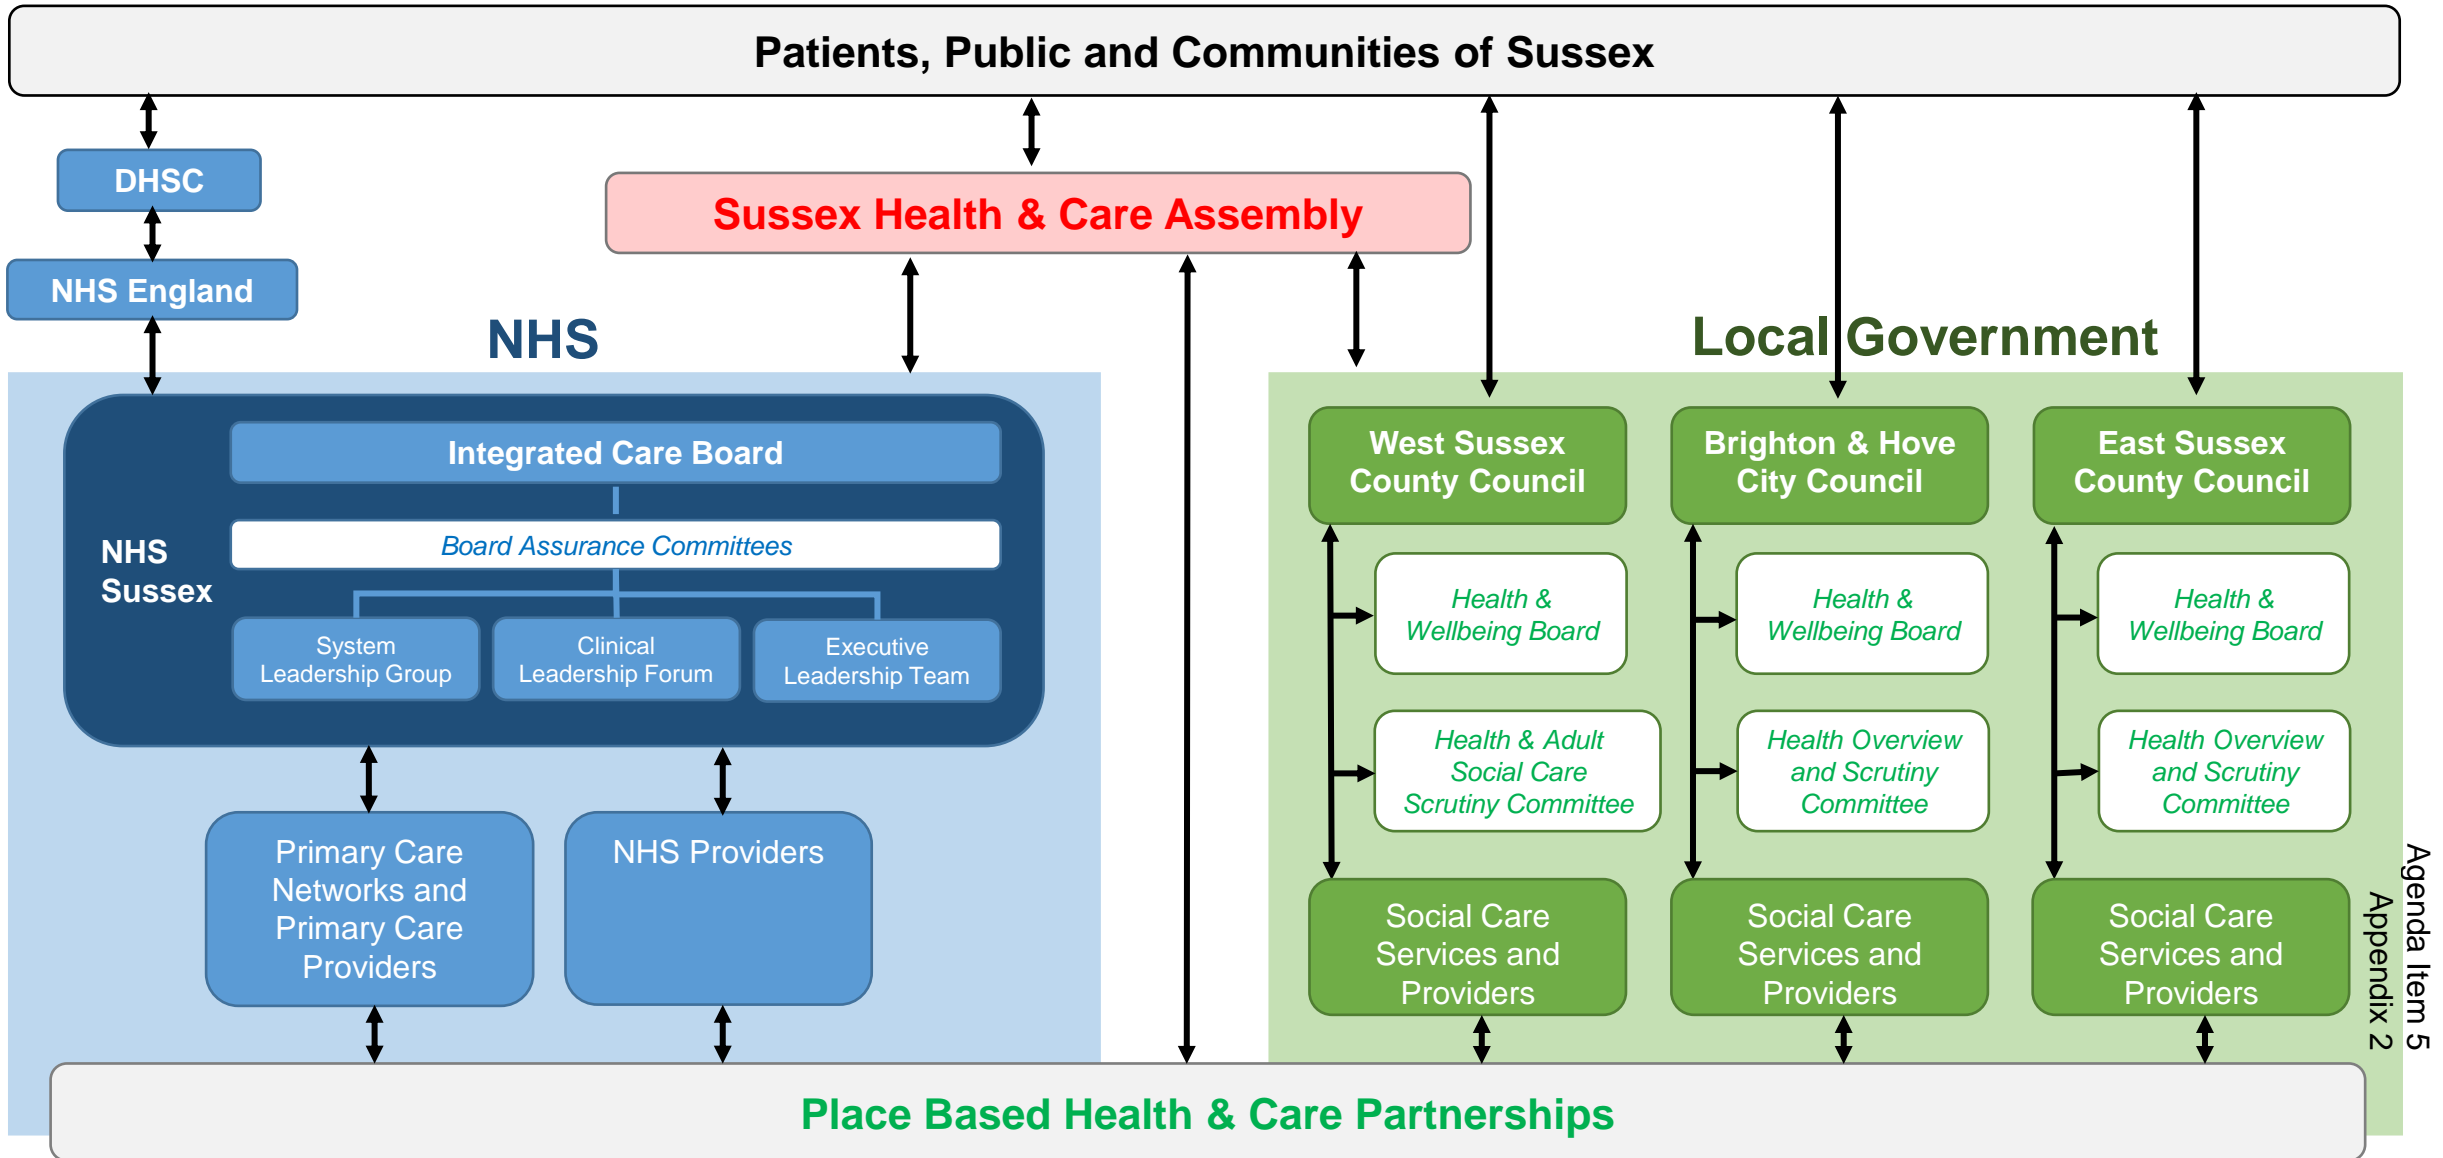 Patients, Public and Communities of Sussex
DHSC
Sussex Health & Care Assembly
NHS England
NHS
Local Government
Integrated Care Board
Board Assurance Committees
NHS
Sussex
System
Leadership Group
Clinical
Leadership Forum
Executive
Leadership Team
Primary Care
Networks and
Primary Care
Providers
NHS Providers
West Sussex
County Council
Health &
Wellbeing Board
Health & Adult
Social Care
Scrutiny Committee
Social Care
Services and
Providers
Brighton & Hove
City Council
Health &
Wellbeing Board
Health Overview
and Scrutiny
Committee
Social Care
Services and
Providers
East Sussex
County Council
Health &
Wellbeing Board
Health Overview
and Scrutiny
Committee
Social Care
Services and
Providers
Place Based Health & Care Partnerships
Agenda Item 5
Appendix 2